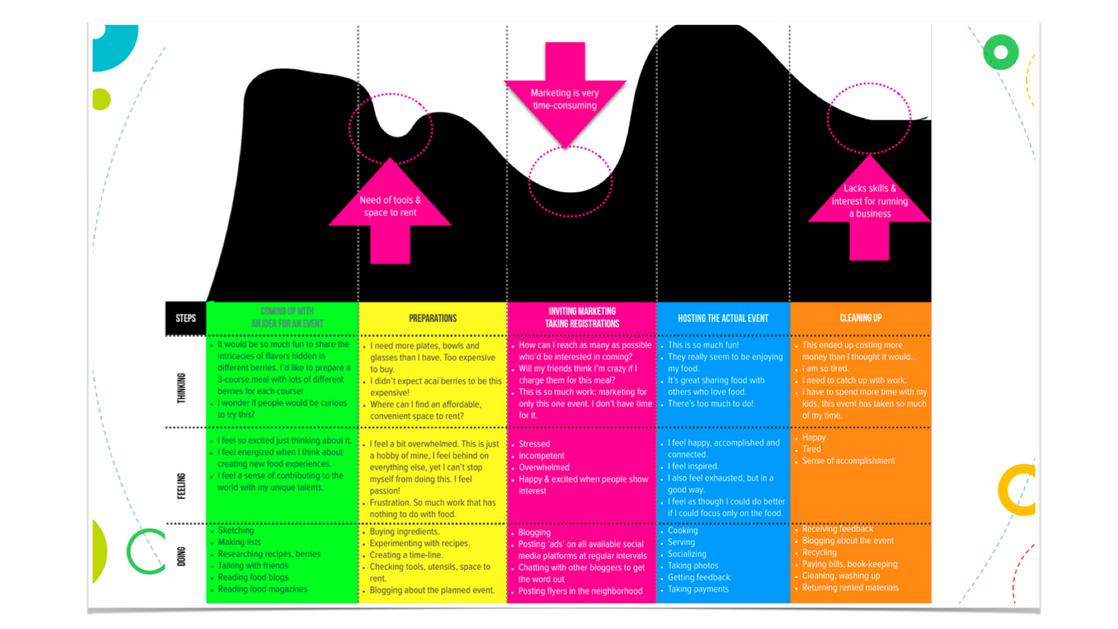 Marketing is very
time-consuming
Need of tools &
space to rent
Lacks skills &
interest for running
a business
STEPS
COMING UP WITH
AN IDEA FOR AN EVENT
PREPARATIONS
INVITING MARKETING
TAKING REGISTRATIONS
HOSTING THE ACTUAL EVENT
CLEANING UP
THINKING
• It would be so much fun to share the
intricacies of flavors hidden in
different berries. I'd like to prepare a
3-course meal with lots of different
berries for each course!
• I wonder if people would be curious
to try this?
• I need more plates, bowls and
glasses than I have. Too expensive
to buy.
• I didn't expect acai berries to be this
expensive!
• Where can I find an affordable,
convenient space to rent?
• How can I reach as many as possible
who'd be interested in coming?
• Will my friends think I'm crazy if I
charge them for this meal?
• This is so much work; marketing for
only this one event. I don't have time
for it.
• This is so much fun!
• They really seem to be enjoying
my food.
• It's great sharing food with
others who love food.
• There's too much to do!
• This ended up costing more
money than I thought it would...
• I am so tired.
• I need to catch up with work.
• I have to spend more time with my
kids, this event has taken so much
of my time.
FEELING
• I feel so excited just thinking about it.
• I feel energized when I think about
creating new food experiences.
• I feel a sense of contributing to the
world with my unique talents.
• I feel a bit overwhelmed. This is just
a hobby of mine, I feel behind on
everything else, yet I can't stop
myself from doing this. I feel
passion!
• Frustration. So much work that has
nothing to do with food.
• Stressed
• Incompetent
• Overwhelmed
• Happy & excited when people show
interest
• I feel happy, accomplished and
connected.
• I feel inspired.
• I also feel exhausted, but in a
good way.
• I feel as though I could do better
if I could focus only on the food.
• Happy
• Tired
• Sense of accomplishment
DOING
• Sketching
• Making lists
• Researching recipes, berries
• Talking with friends
• Reading food blogs
• Reading food magazines
• Buying ingredients.
• Experimenting with recipes.
• Creating a time-line.
• Checking tools, utensils, space to
rent.
• Blogging about the planned event.
• Blogging
• Posting 'ads' on all available social
media platforms at regular intervals
• Chatting with other bloggers to get
the word out
• Posting flyers in the neighborhood
• Cooking
• Serving
• Socializing
• Taking photos
• Getting feedback
• Taking payments
• Receiving feedback
• Blogging about the event
• Recycling
• Paying bills, book-keeping
• Cleaning, washing up
• Returning rented materials